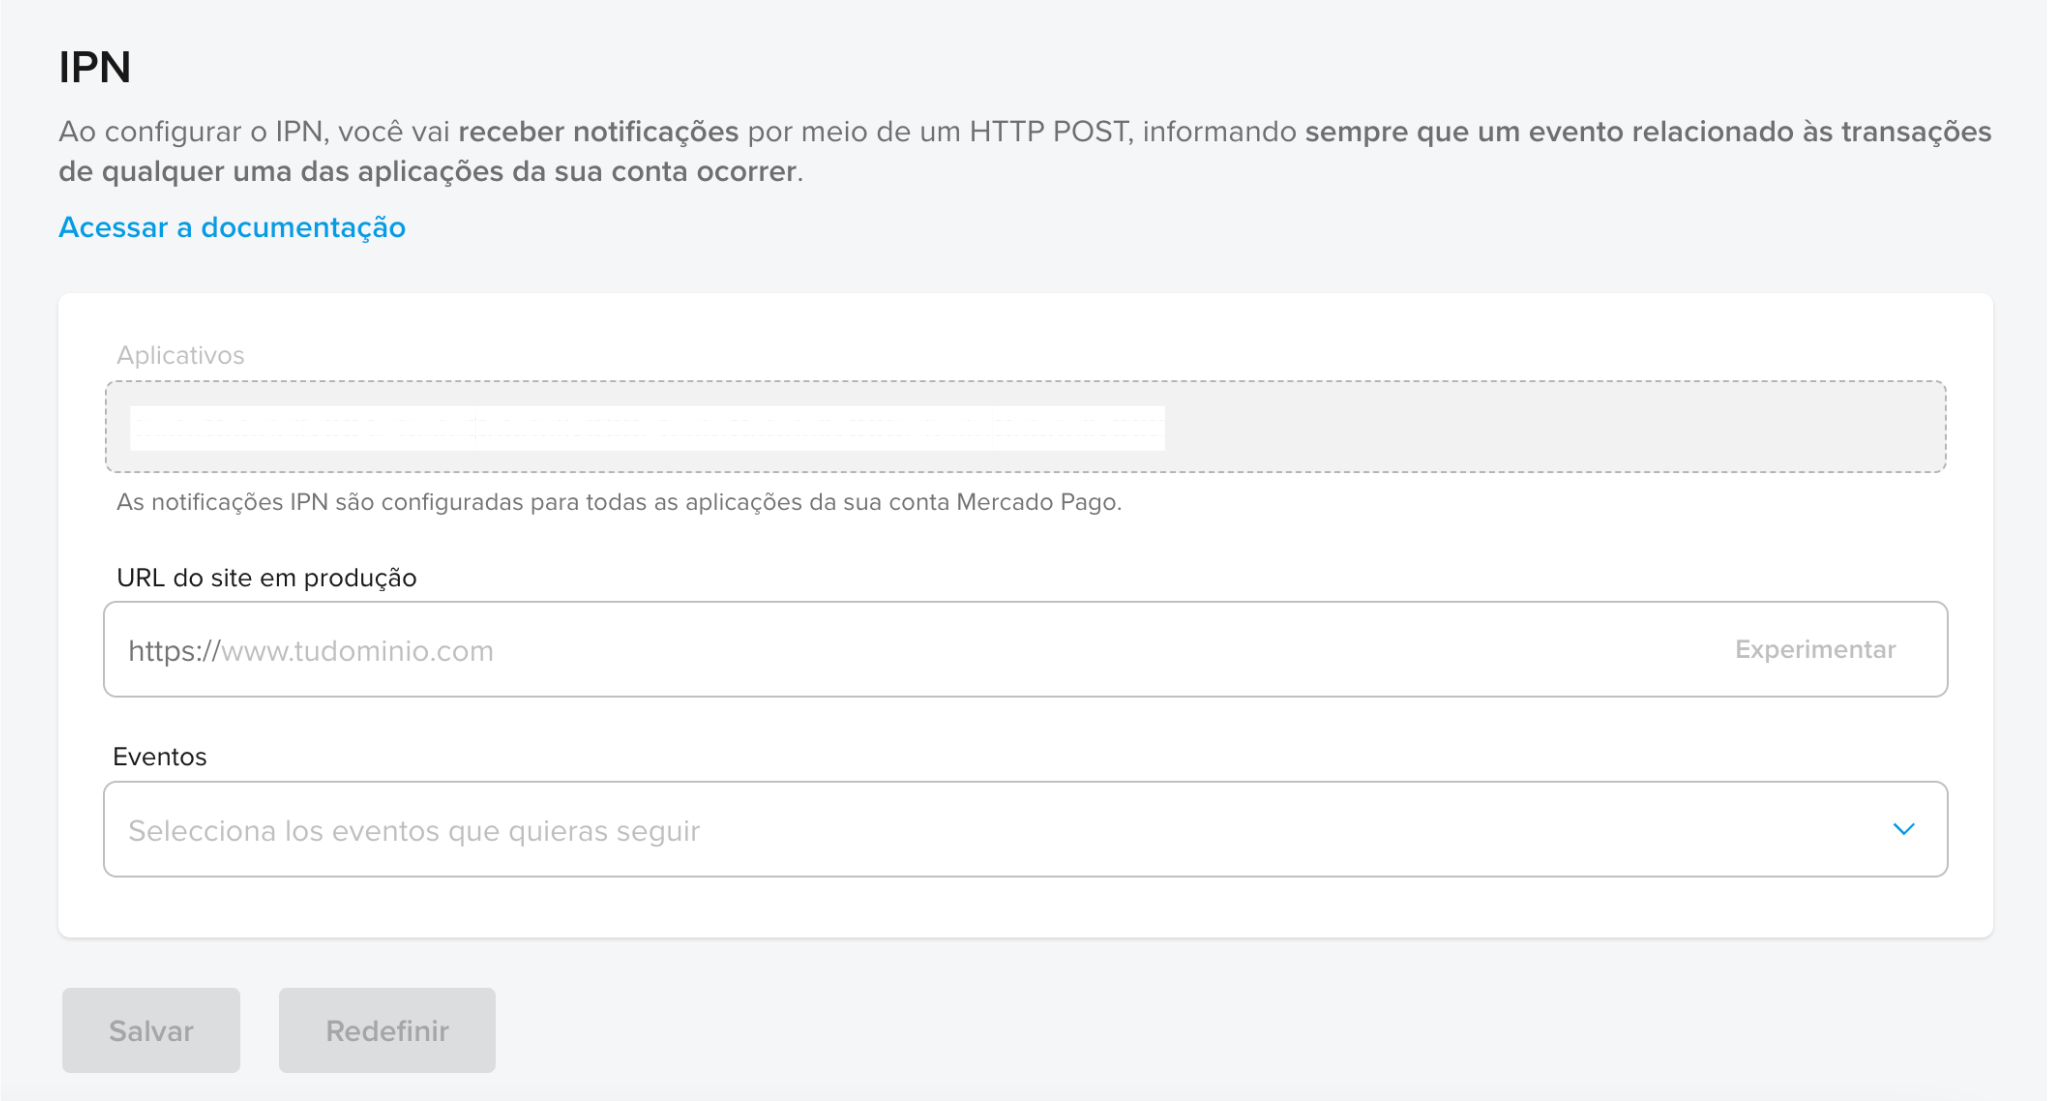 IPN
Ao configurar o IPN, você vai receber notificações por meio de um HTTP POST, informando sempre que um evento relacionado às transações
de qualquer uma das aplicações da sua conta ocorrer.
Acessar a documentação
Aplicativos
As notificações IPN são configuradas para todas as aplicações da sua conta Mercado Pago.
URL do site em produção
https://www.tudominio.com Experimentar
Eventos
Selecciona los eventos que quieras seguir
Salvar Redefinir